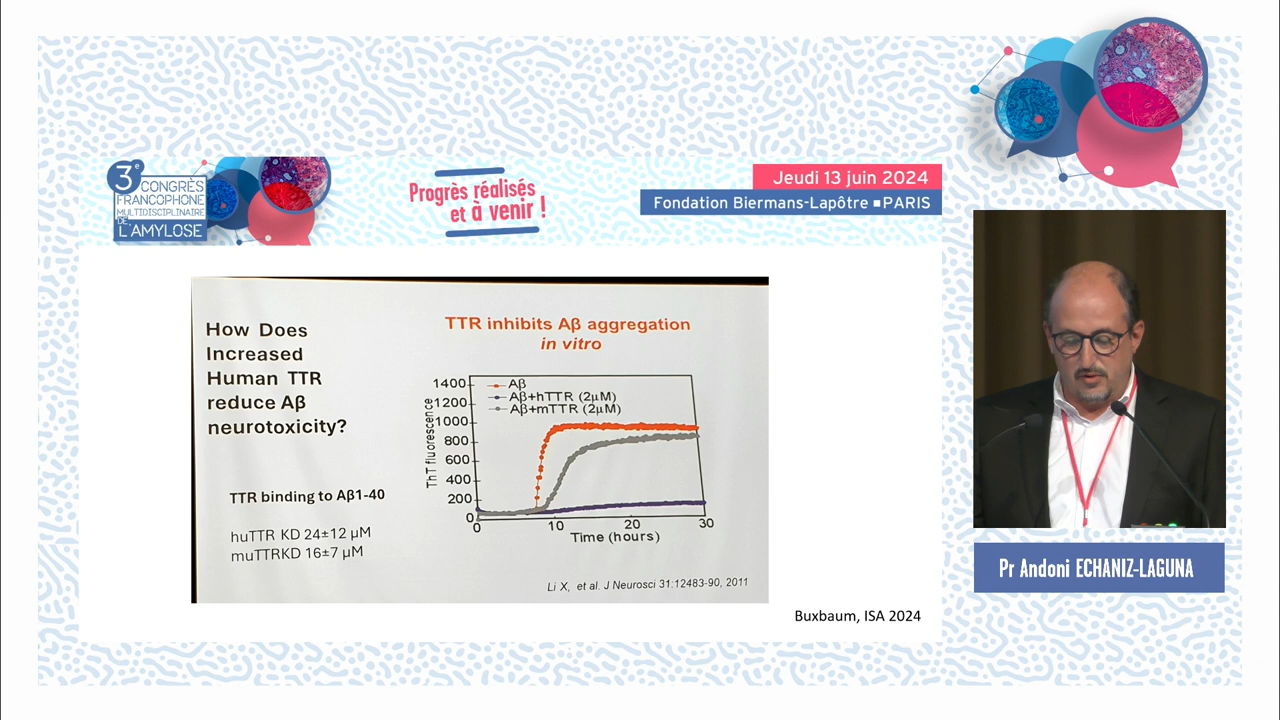 3e
CONGRÈS
FRANCOPHONE
MULTIDISCIPLINAIRE
DE
L'AMYLOSE
Progrès réalisés
et à venir !
Jeudi 13 juin 2024
Fondation Biermans-Lapôtre ■ PARIS
How Does
Increased
Human TTR
reduce Aβ
neurotoxicity?
TTR binding to Aβ1-40
huTTR KD 24±12 µM
muTTRKD 16±7 µM
TTR inhibits Aβ aggregation
in vitro
ThT fluorescence
1400
1200
1000
800
600
400
200
0
Aβ
Aβ+hTTR (2µM)
Aβ+mTTR (2µM)
0 10 20 30
Time (hours)
Li X, et al. J Neurosci 31:12483-90, 2011
Buxbaum, ISA 2024
Pr Andoni ECHANIZ-LAGUNA